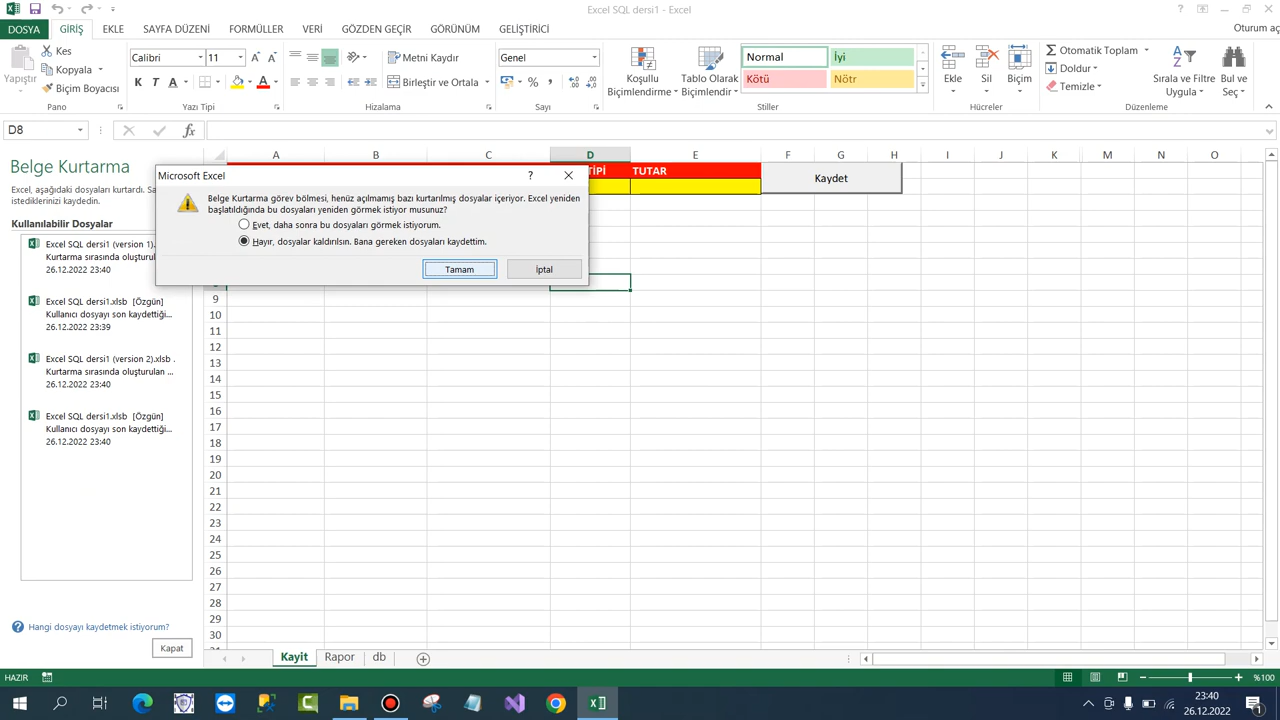 Excel SQL dersi1 - Excel
DOSYA GİRİŞ EKLE SAYFA DÜZENİ FORMÜLLER VERİ GÖZDEN GEÇİR GÖRÜNÜM GELİŞTİRİCİ
Oturum aç
Yapıştır
Kes
Kopyala
Biçim Boyacısı
Pano
Calibri 11
K T A
Yazı Tipi
Metni Kaydır
Birleştir ve Ortala
Hizalama
Genel
%
Sayı
Koşullu Biçimlendirme
Tablo Olarak Biçimlendir
Normal İyi
Kötü Nötr
Stiller
Ekle Sil Biçim
Hücreler
Otomatik Toplam
Doldur
Temizle
Sırala ve Filtre Uygula
Bul ve Seç
Düzenleme
D8
fx
Belge Kurtarma
Excel, aşağıdaki dosyaları kurtardı. Sa
istediklerinizi kaydedin.
Kullanılabilir Dosyalar
Excel SQL dersi1 (version 1).
Kurtarma sırasında oluşturul
26.12.2022 23:40
Excel SQL dersi1.xlsb [Özgün]
Kullanıcı dosyayı son kaydettiği...
26.12.2022 23:39
Excel SQL dersi1 (version 2).xlsb .
Kurtarma sırasında oluşturulan ...
26.12.2022 23:40
Excel SQL dersi1.xlsb [Özgün]
Kullanıcı dosyayı son kaydettiği...
26.12.2022 23:40
Hangi dosyayı kaydetmek istiyorum?
Kapat
A B C D E F G H I J K L M N O
TİPİ TUTAR
Kaydet
Microsoft Excel ?
Belge Kurtarma görev bölmesi, henüz açılmamış bazı kurtarılmış dosyalar içeriyor. Excel yeniden
başlatıldığında bu dosyaları yeniden görmek istiyor musunuz?
Evet, daha sonra bu dosyaları görmek istiyorum.
Hayır, dosyalar kaldırılsın. Bana gereken dosyaları kaydettim.
Tamam İptal
9
10
11
12
13
14
15
16
17
18
19
20
21
22
23
24
25
26
27
28
29
30
Kayit Rapor db
HAZIR
%100
23:40
26.12.2022
1